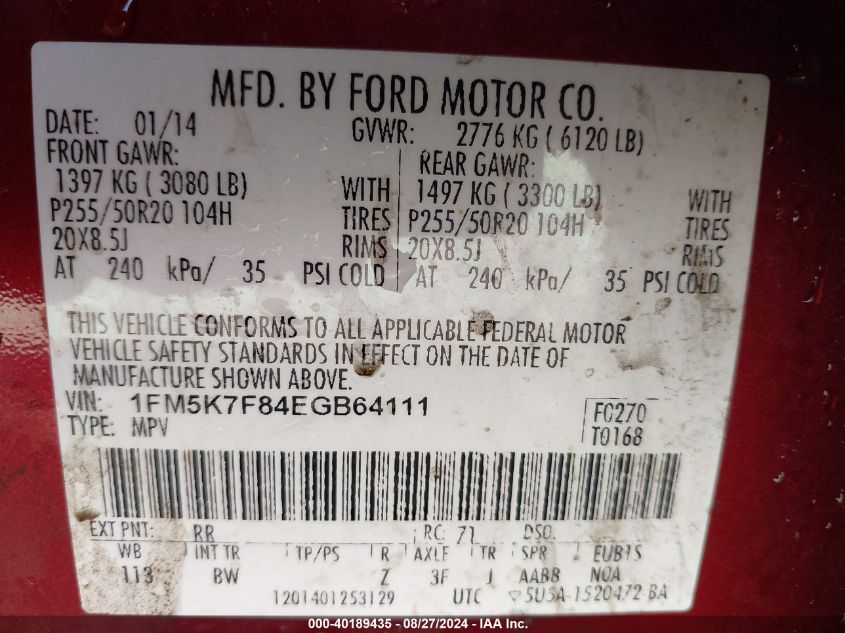 MFD. BY FORD MOTOR CO.
DATE: 01/14 GVWR: 2776 KG ( 6120 LB)
FRONT GAWR: REAR GAWR:
1397 KG ( 3080 LB) WITH 1497 KG ( 3300 LB) WITH
P255/50R20 104H TIRES P255/50R20 104H TIRES
20X8.5J RIMS 20X8.5J RIMS
AT 240 kPa/ 35 PSI COLD AT 240 kPa/ 35 PSI COLD
THIS VEHICLE CONFORMS TO ALL APPLICABLE FEDERAL MOTOR
VEHICLE SAFETY STANDARDS IN EFFECT ON THE DATE OF
MANUFACTURE SHOWN ABOVE.
VIN: 1FM5K7F84EGB64111
TYPE: MPV
FC270
T0168
EXT PNT: RR RC: 71 DSO:
WB INT TR TP/PS R AXLE TR SPR EUBTS
113 BW Z 3F J AABB NOA
1201401253129 UTC ▽5U5A-1520472-BA
000-40189435 - 08/27/2024 - IAA Inc.